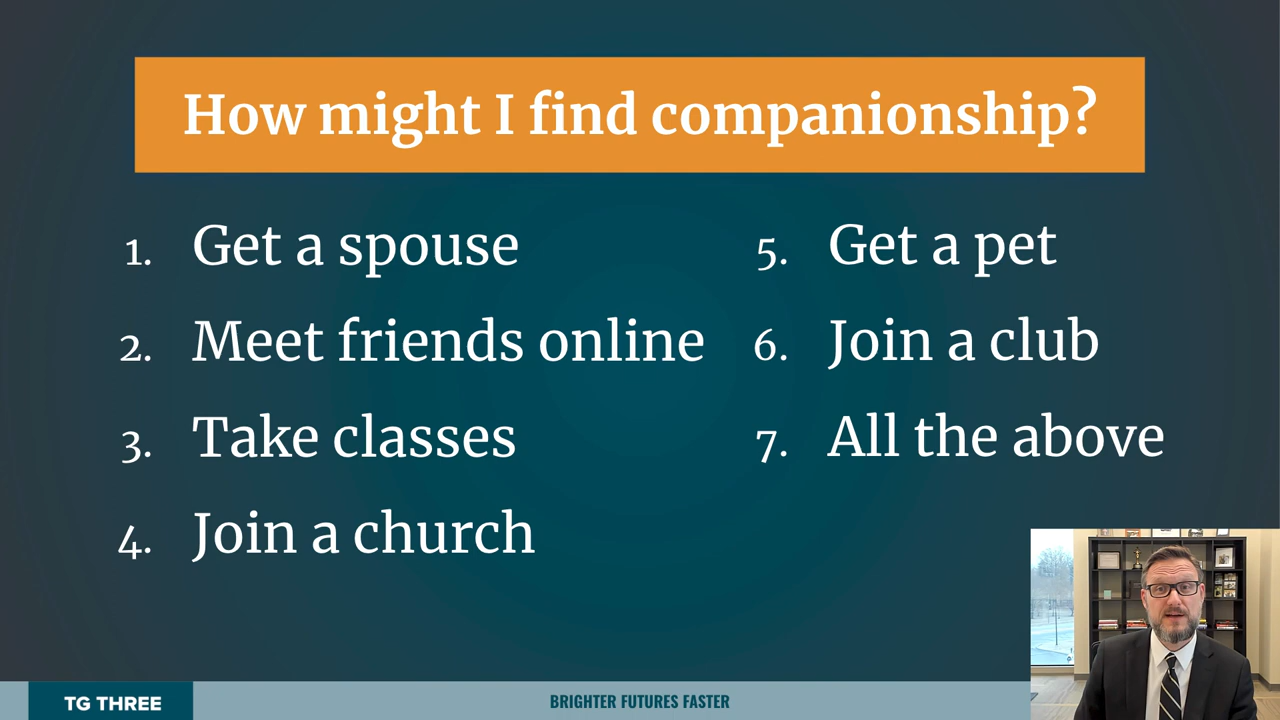 How might I find companionship?
1. Get a spouse
2. Meet friends online
3. Take classes
4. Join a church
5. Get a pet
6. Join a club
7. All the above
TG THREE
BRIGHTER FUTURES FASTER